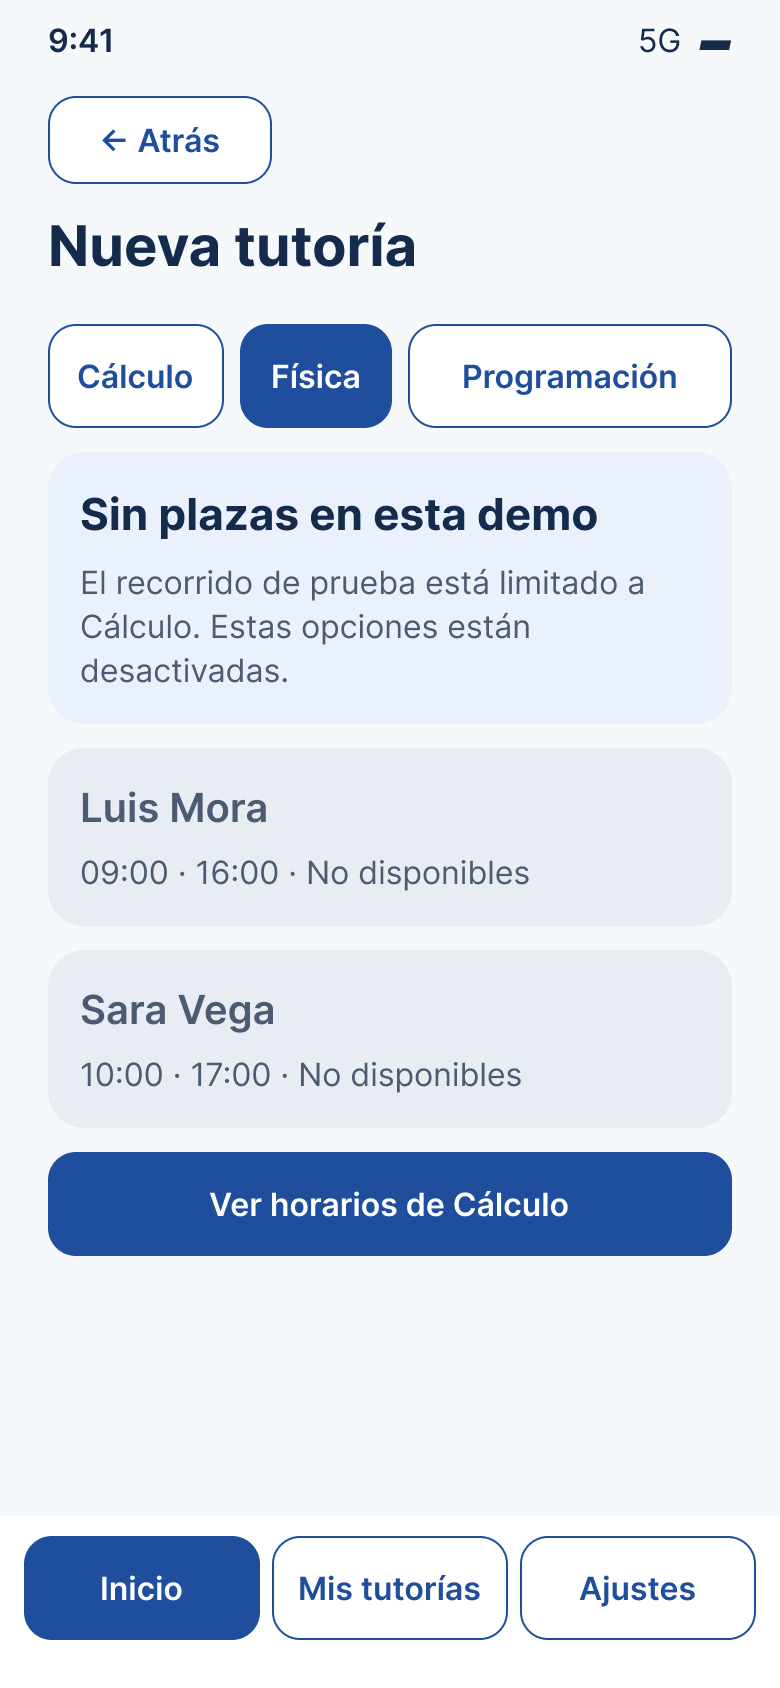 9:41 5G
← Atrás
Nueva tutoría
Cálculo Física Programación
Sin plazas en esta demo
El recorrido de prueba está limitado a
Cálculo. Estas opciones están
desactivadas.
Luis Mora
09:00 · 16:00 · No disponibles
Sara Vega
10:00 · 17:00 · No disponibles
Ver horarios de Cálculo
Inicio Mis tutorías Ajustes